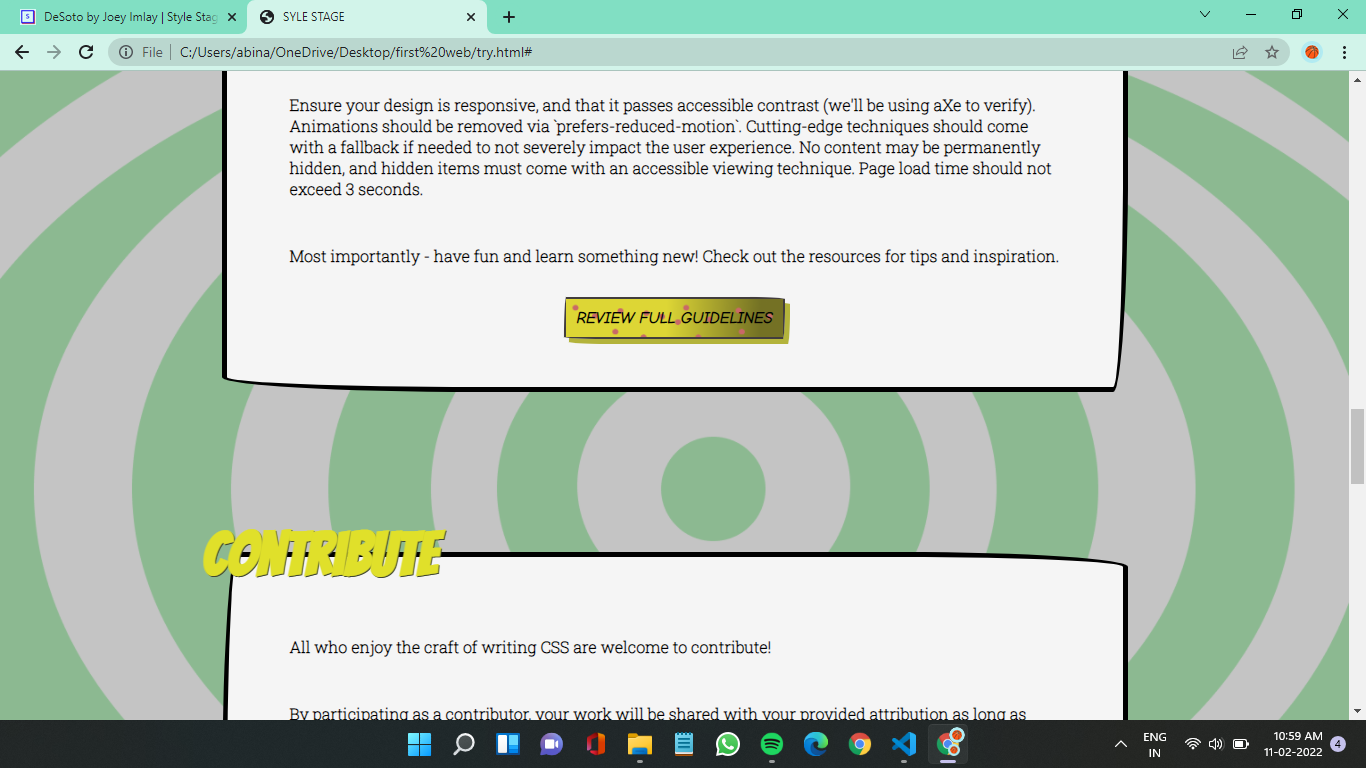 DeSoto by Joey Imlay | Style Stag
SYLE STAGE
File
C:/Users/abina/OneDrive/Desktop/first%20web/try.html#
Ensure your design is responsive, and that it passes accessible contrast (we'll be using aXe to verify).
Animations should be removed via `prefers-reduced-motion`. Cutting-edge techniques should come
with a fallback if needed to not severely impact the user experience. No content may be permanently
hidden, and hidden items must come with an accessible viewing technique. Page load time should not
exceed 3 seconds.
Most importantly - have fun and learn something new! Check out the resources for tips and inspiration.
REVIEW FULL GUIDELINES
CONTRIBUTE
All who enjoy the craft of writing CSS are welcome to contribute!
By participating as a contributor, your work will be shared with your provided attribution as long as
ENG
IN
10:59 AM
11-02-2022
4